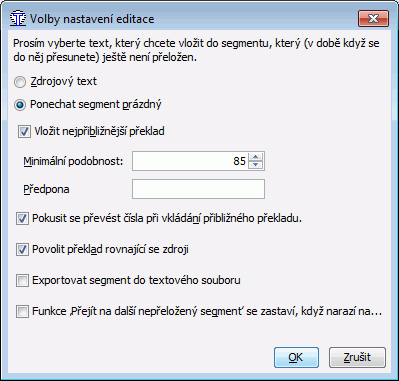 Volby nastavení editace
Prosím vyberte text, který chcete vložit do segmentu, který (v době když se
do něj přesunete) ještě není přeložen.
Zdrojový text
Ponechat segment prázdný
Vložit nejpřibližnější překlad
Minimální podobnost:
85
Předpona
Pokusit se převést čísla při vkládání přibližného překladu.
Povolit překlad rovnající se zdroji
Exportovat segment do textového souboru
Funkce ‚Přejít na další nepřeložený segment‘ se zastaví, když narazí na...
OK
Zrušit